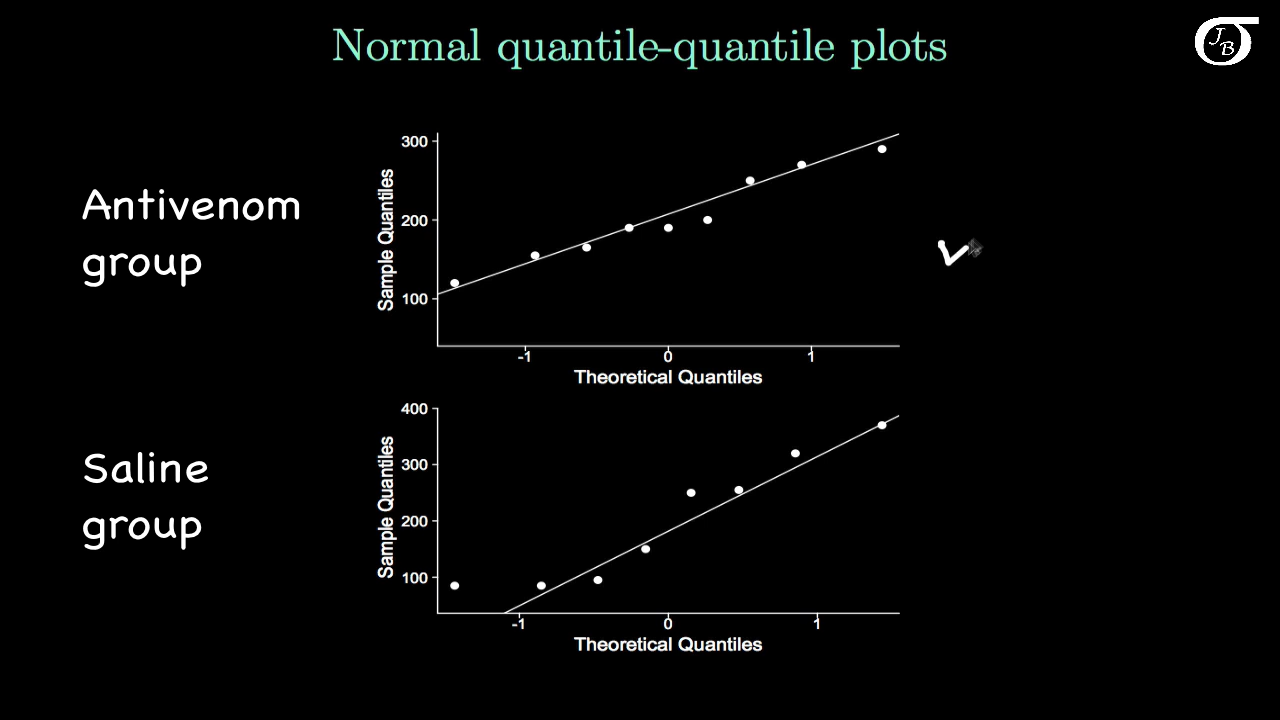 Normal quantile-quantile plots
JB
Antivenom
group
300
200
100
Sample Quantiles
-1 0 1
Theoretical Quantiles
Saline
group
400
300
200
100
Sample Quantiles
-1 0 1
Theoretical Quantiles